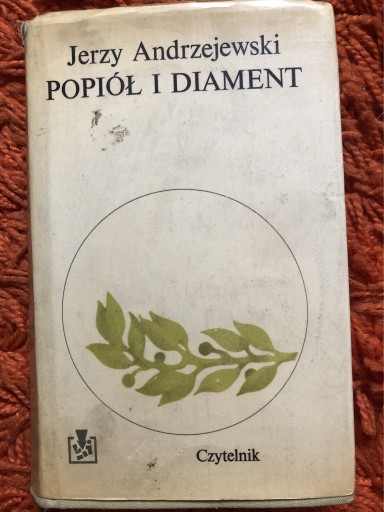 Jerzy Andrzejewski
POPIÓŁ I DIAMENT
Czytelnik